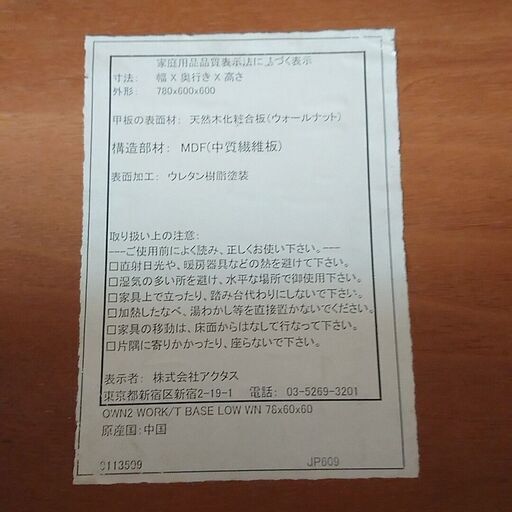 家庭用品品質表示法に基づく表示
寸法: 幅 X 奥行き X 高さ
外形: 780x600x600
甲板の表面材: 天然木化粧合板(ウォールナット)
構造部材: MDF(中質繊維板)
表面加工: ウレタン樹脂塗装
取り扱い上の注意:
---ご使用前によく読み、正しくお使い下さい。---
□直射日光や、暖房器具などの熱を避けて下さい。
□湿気の多い所を避け、水平な場所で御使用下さい。
□家具上で立ったり、踏み台代わりにしないで下さい。
□加熱したなべ、湯わかし等を直接置かないでください。
□家具の移動は、床面からはなして行なって下さい。
□片隅に寄りかかったり、座らないで下さい。
表示者: 株式会社アクタス
東京都新宿区新宿2-19-1 電話: 03-5269-3201
OWN2 WORK/T BASE LOW WN 78x60x60
原産国:中国
JP609